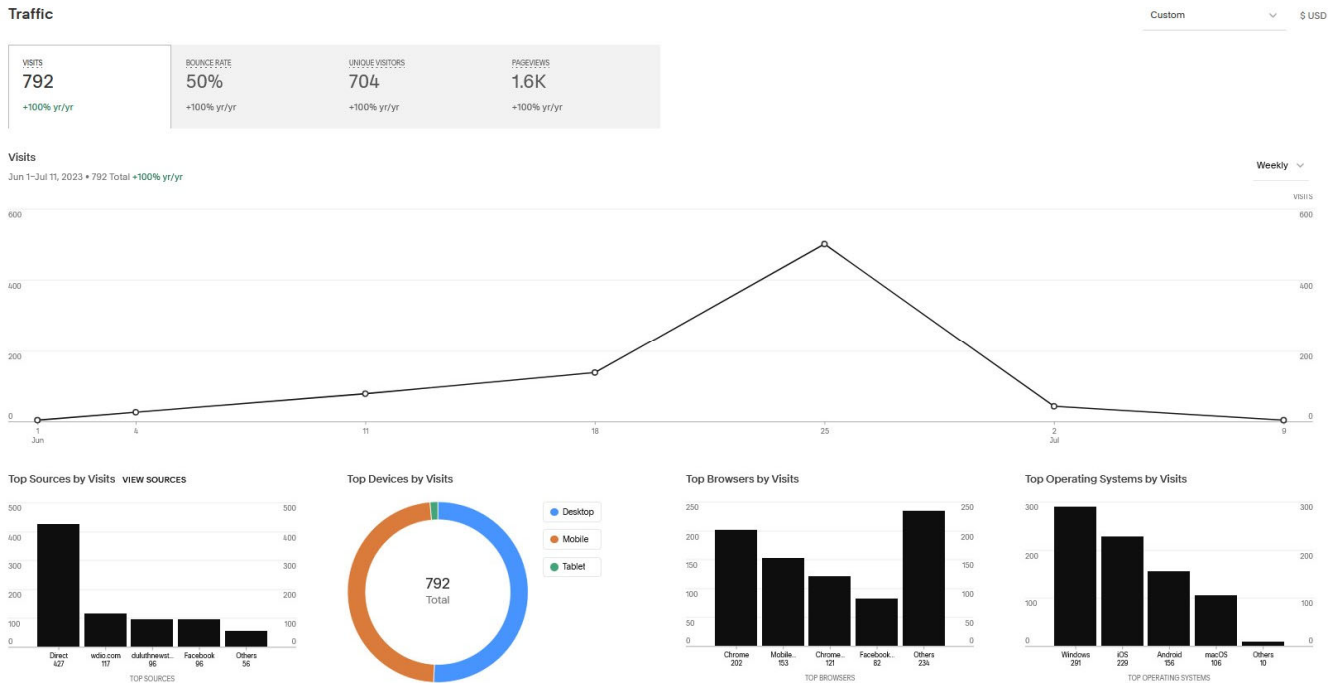 Traffic
Custom
$ USD
VISITS
792
+100% yr/yr
BOUNCE RATE
50%
+100% yr/yr
UNIQUE VISITORS
704
+100% yr/yr
PAGEVIEWS
1.6K
+100% yr/yr
Visits
Jun 1–Jul 11, 2023 • 792 Total +100% yr/yr
Weekly
VISITS
600 600
400 400
200 200
0 0
1 4 11 18 25 2 9
Jun Jul
Top Sources by Visits VIEW SOURCES
500 500
400 400
300 300
200 200
100 100
0 0
Direct wdio.com duluthnewst... Facebook Others
427 117 96 96 56
TOP SOURCES
Top Devices by Visits
792
Total
Desktop
Mobile
Tablet
Top Browsers by Visits
250 250
200 200
150 150
100 100
50 50
0 0
Chrome Mobile... Chrome... Facebook... Others
202 153 121 82 234
TOP BROWSERS
Top Operating Systems by Visits
300 300
200 200
100 100
0 0
Windows iOS Android macOS Others
291 229 156 106 10
TOP OPERATING SYSTEMS